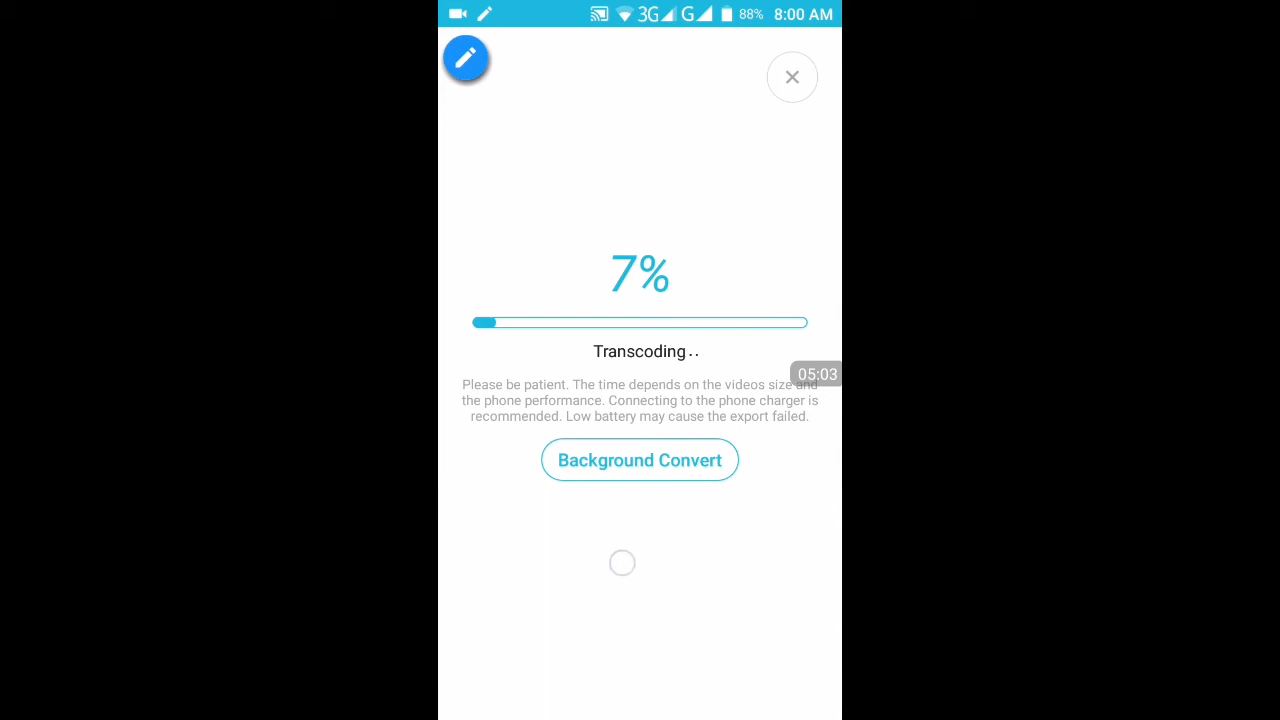 3G G 88% 8:00 AM
7%
Transcoding..
05:03
Please be patient. The time depends on the videos size and
the phone performance. Connecting to the phone charger is
recommended. Low battery may cause the export failed.
Background Convert